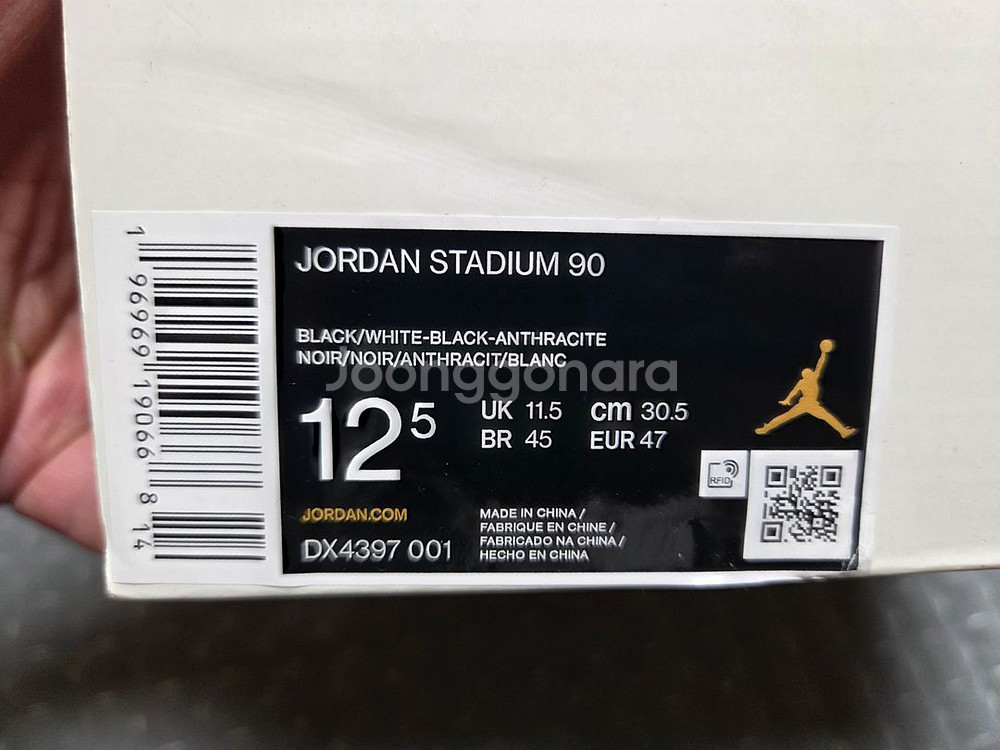 JORDAN STADIUM 90
BLACK/WHITE-BLACK-ANTHRACITE
NOIR/NOIR/ANTHRACIT/BLANC
Joonggonara
12 5
UK 11.5 cm 30.5
BR 45 EUR 47
RFID
JORDAN.COM
DX4397 001
MADE IN CHINA /
FABRIQUE EN CHINE /
FABRICADO NA CHINA /
HECHO EN CHINA
1 96969 19066 8 14